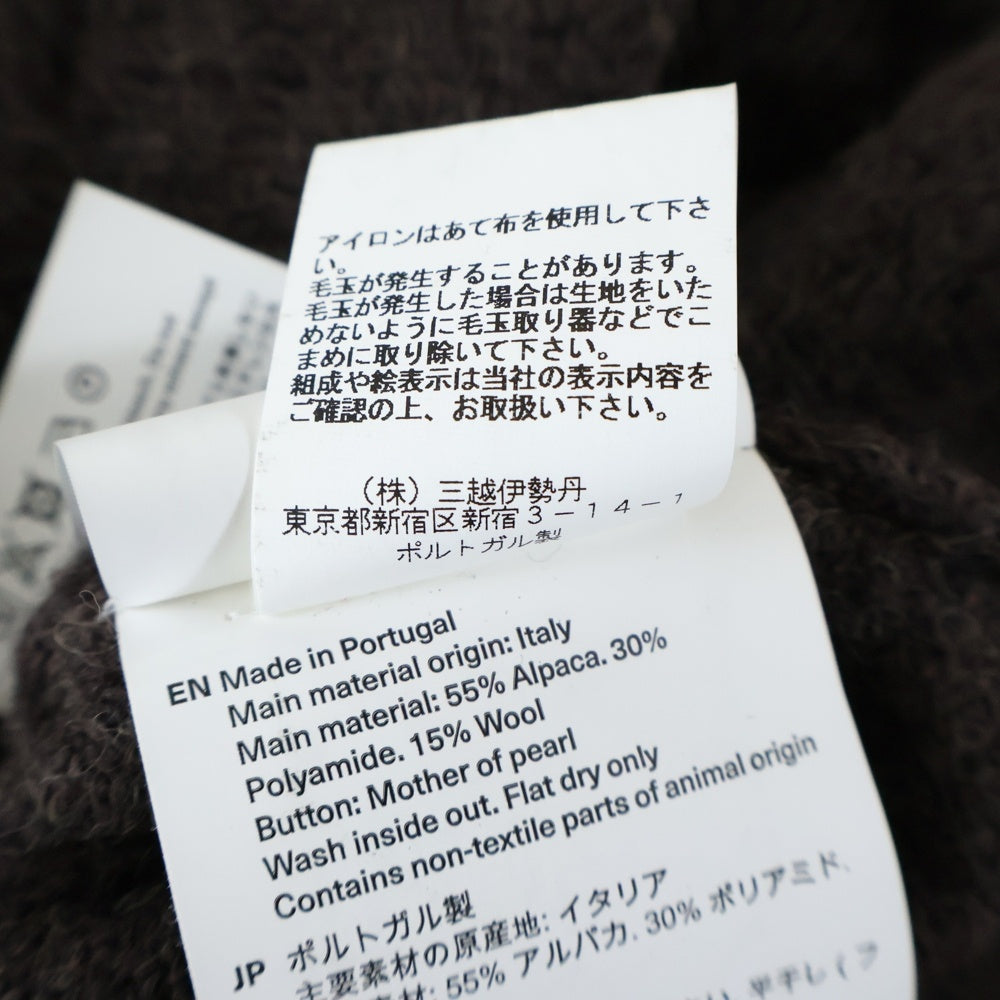 アイロンはあて布を使用して下さ
い。
毛玉が発生することがあります。
毛玉が発生した場合は生地をいた
めないように毛玉取り器などでこ
まめに取り除いて下さい。
組成や絵表示は当社の表示内容を
ご確認の上、お取扱い下さい。
（株）三越伊勢丹
東京都新宿区新宿３－１４－１
ポルトガル製
EN Made in Portugal
Main material origin: Italy
Main material: 55% Alpaca. 30%
Polyamide. 15% Wool
Button: Mother of pearl
Wash inside out. Flat dry only
Contains non-textile parts of animal origin
JP ポルトガル製
主要素材の原産地: イタリア
素材: 55% アルパカ. 30% ポリアミド.